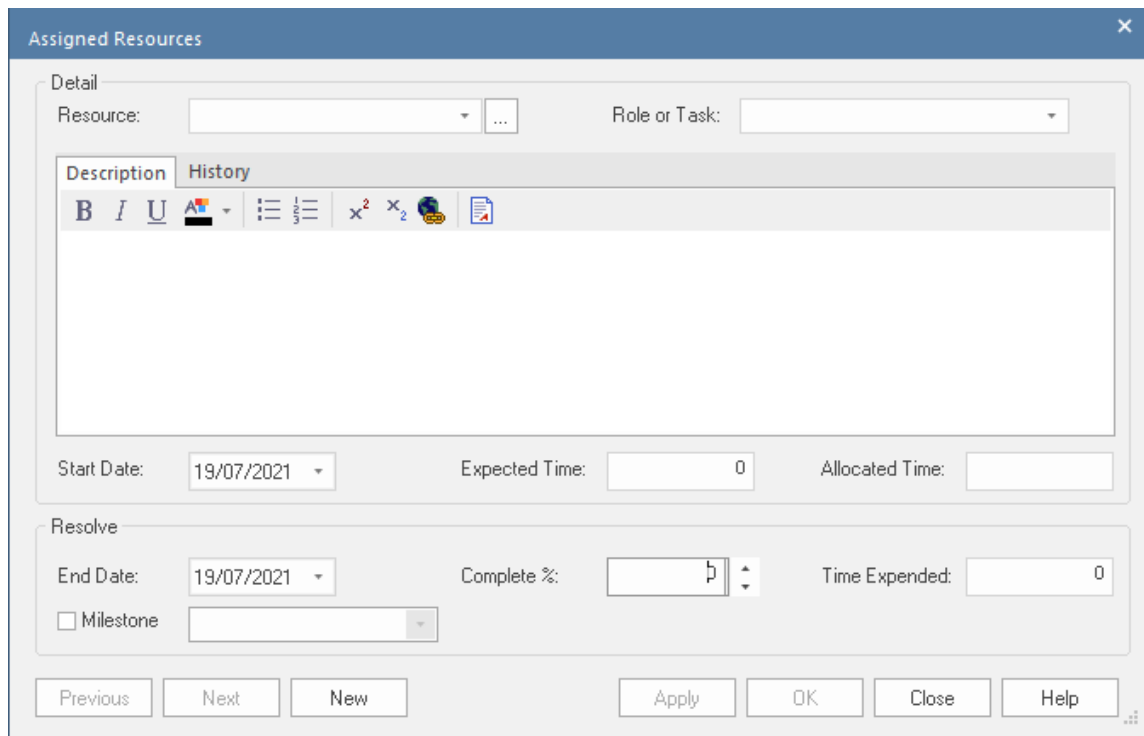 Assigned Resources
Detail
Resource: ... Role or Task:
Description History
B I U A x² x₂
Start Date: 19/07/2021 Expected Time: 0 Allocated Time:
Resolve
End Date: 19/07/2021 Complete %: 0 Time Expended: 0
Milestone
Previous Next New Apply OK Close Help